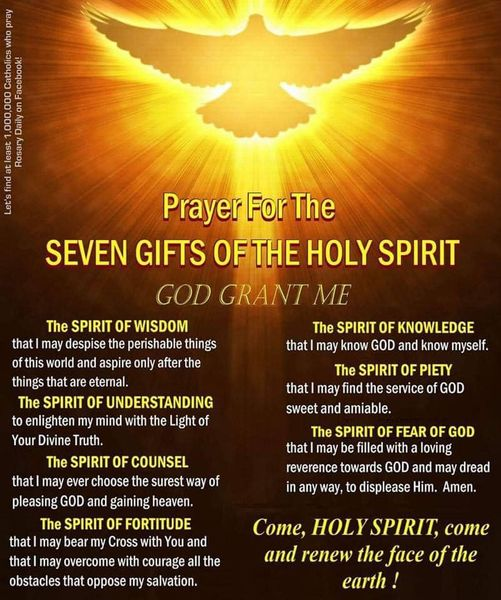 Let's find at least 1,000,000 Catholics who pray
Rosary Daily on Facebook!
Prayer For The
SEVEN GIFTS OF THE HOLY SPIRIT
GOD GRANT ME
The SPIRIT OF WISDOM
that I may despise the perishable things
of this world and aspire only after the
things that are eternal.
The SPIRIT OF UNDERSTANDING
to enlighten my mind with the Light of
Your Divine Truth.
The SPIRIT OF COUNSEL
that I may ever choose the surest way of
pleasing GOD and gaining heaven.
The SPIRIT OF FORTITUDE
that I may bear my Cross with You and
that I may overcome with courage all the
obstacles that oppose my salvation.
The SPIRIT OF KNOWLEDGE
that I may know GOD and know myself.
The SPIRIT OF PIETY
that I may find the service of GOD
sweet and amiable.
The SPIRIT OF FEAR OF GOD
that I may be filled with a loving
reverence towards GOD and may dread
in any way, to displease Him. Amen.
Come, HOLY SPIRIT, come
and renew the face of the
earth !